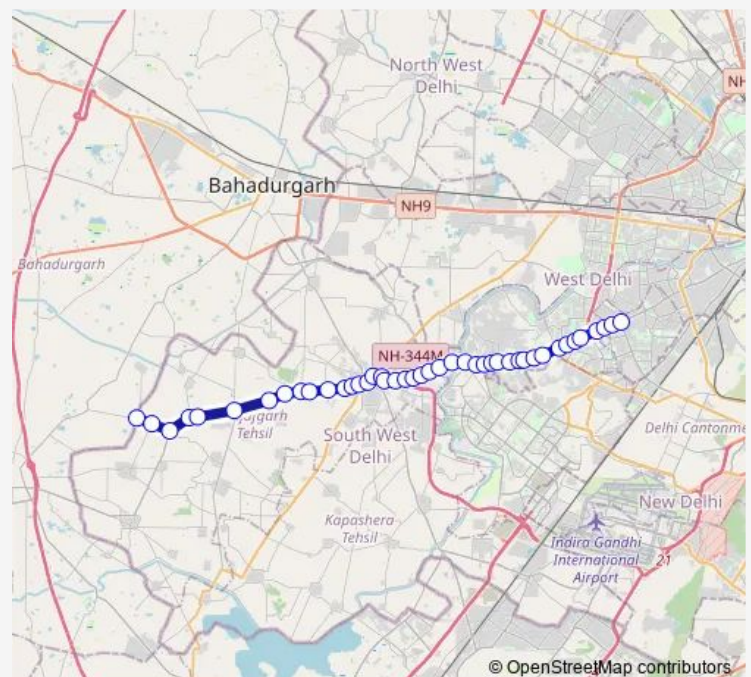 North West
Delhi
NH
Bahadurgarh
NH9
Bahadurgarh
West Delhi
NH-344M
Tehsil
South West
Delhi
Delhi Cantonme
Kapashera
Tehsil
New Delhi
Indira Gandhi
International
Airport
21
© OpenStreetMap contributors